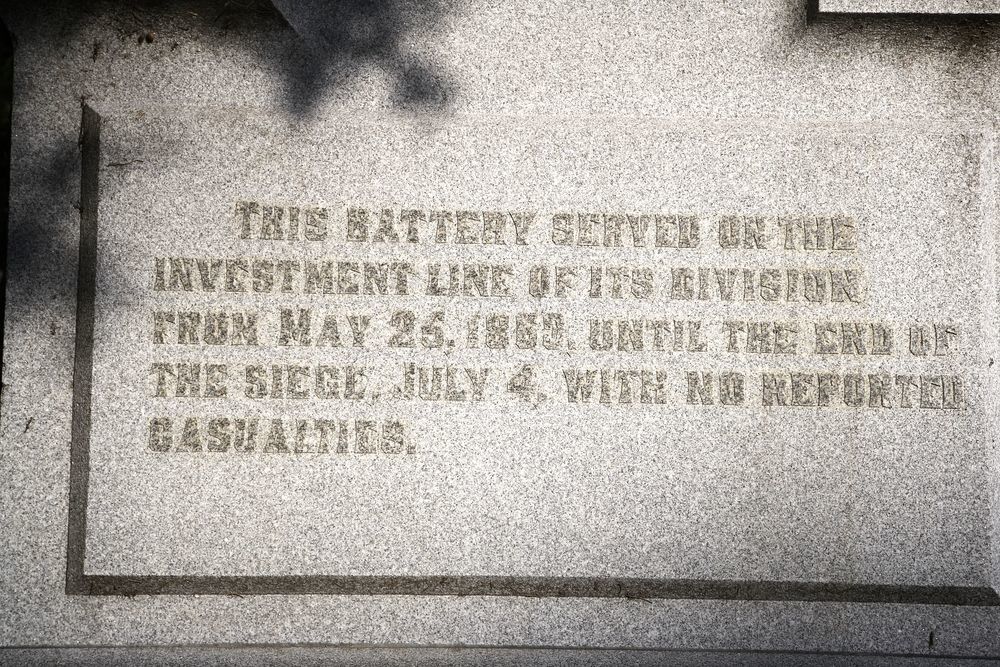 THIS BATTERY SERVED ON THE
INVESTMENT LINE OF ITS DIVISION
FROM MAY 25, 1863, UNTIL THE END OF
THE SIEGE, JULY 4, WITH NO REPORTED
CASUALTIES.